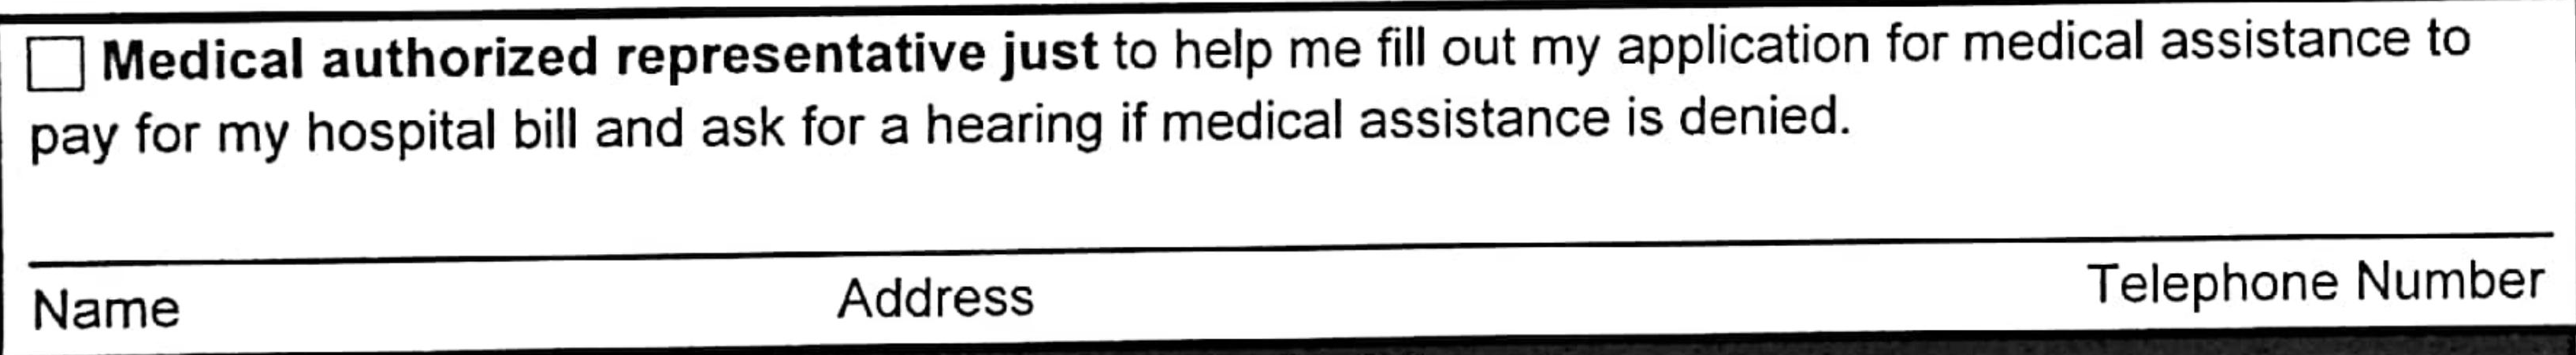 Medical authorized representative just to help me fill out my application for medical assistance to
pay for my hospital bill and ask for a hearing if medical assistance is denied.
Name Address Telephone Number